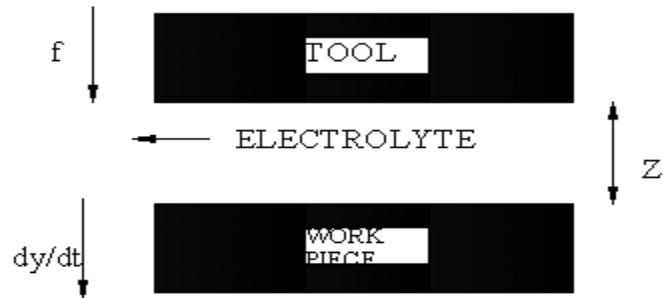 f
TOOL
ELECTROLYTE
Z
WORK
PIECE
dy/dt